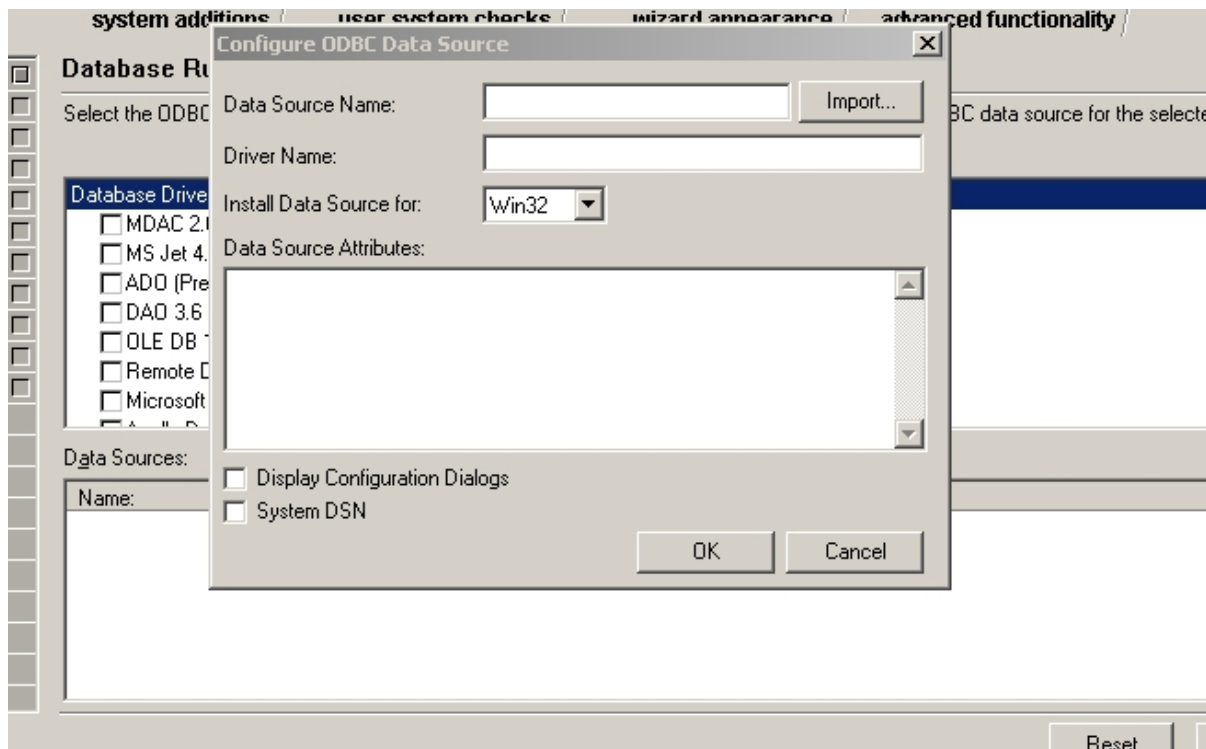 system additions / user system checks / wizard appearance / advanced functionality /
Configure ODBC Data Source
Database Ru
Data Source Name:
Import...
Select the ODBC
BC data source for the selecte
Driver Name:
Database Drive
Install Data Source for:
Win32
MDAC 2.
MS Jet 4.
ADO (Pre
DAO 3.6
OLE DB
Remote D
Microsoft
Data Source Attributes:
Data Sources:
Name:
Display Configuration Dialogs
System DSN
OK
Cancel
Reset